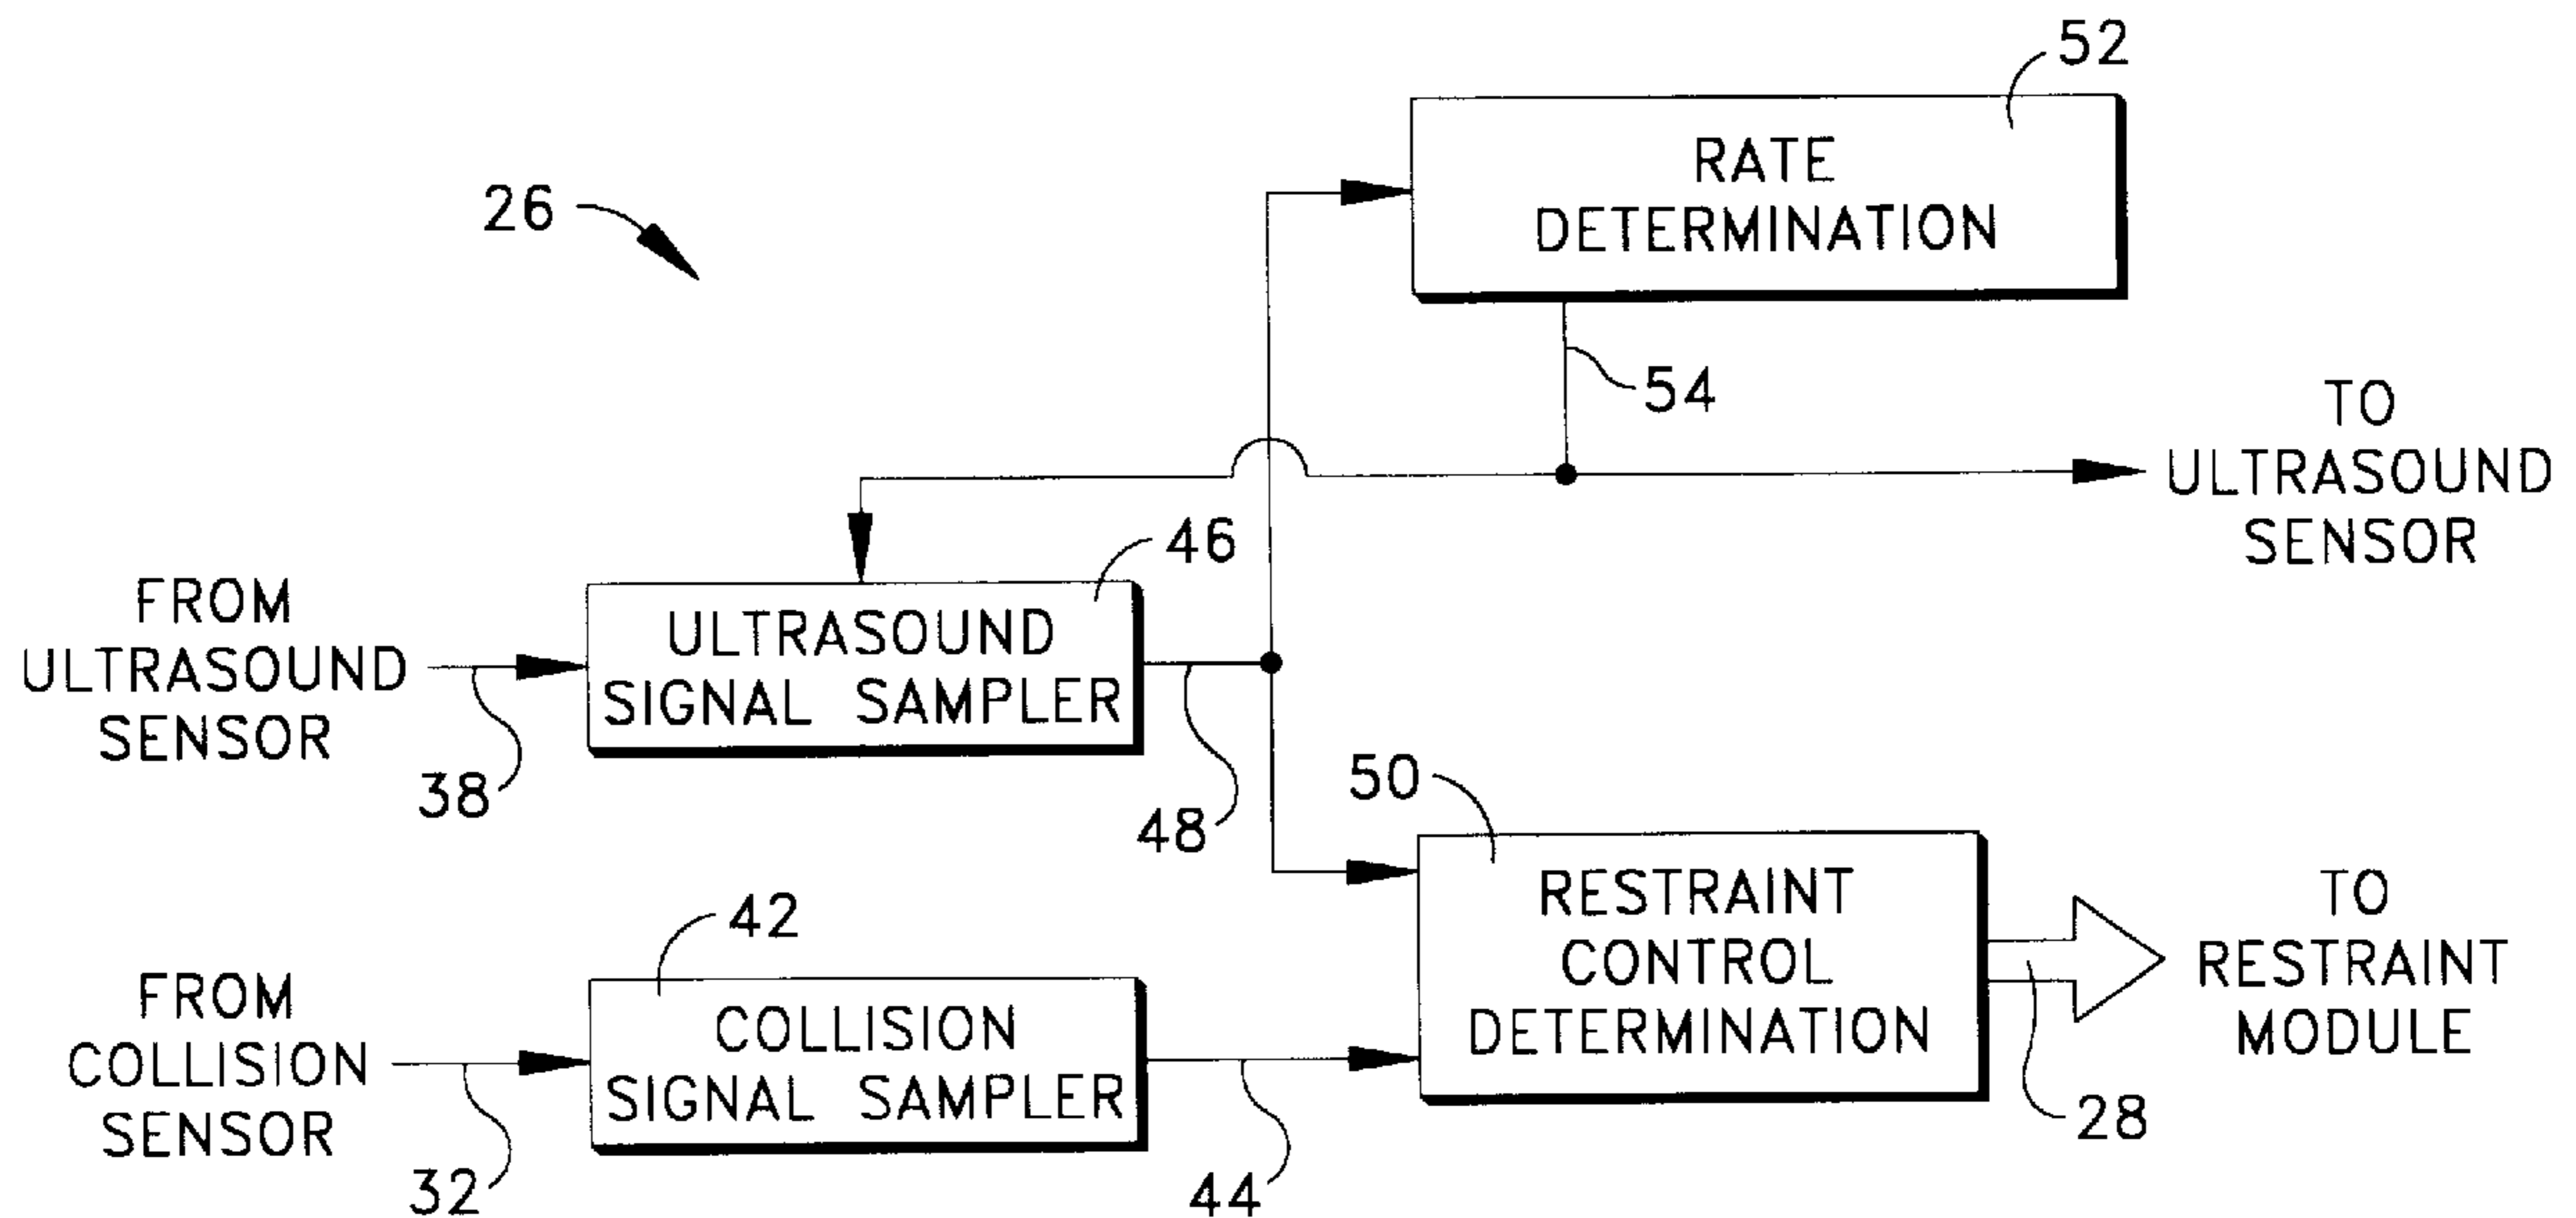 52
RATE
DETERMINATION
26
54
TO
ULTRASOUND
SENSOR
46
FROM
ULTRASOUND
SENSOR
ULTRASOUND
SIGNAL SAMPLER
38
48
50
RESTRAINT
CONTROL
DETERMINATION
TO
RESTRAINT
MODULE
28
42
FROM
COLLISION
SENSOR
COLLISION
SIGNAL SAMPLER
32
44